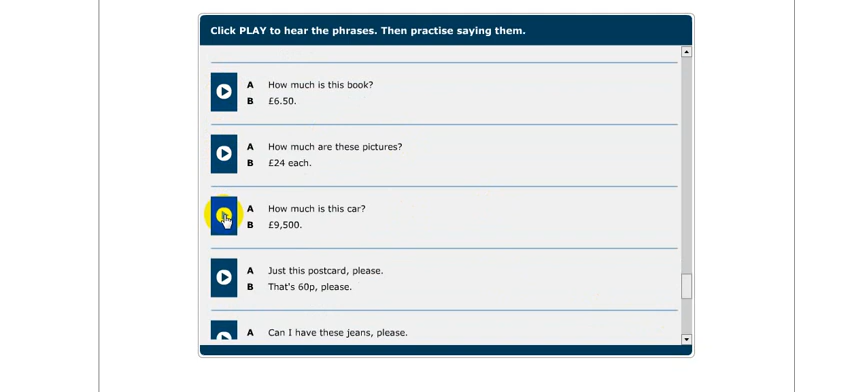 Click PLAY to hear the phrases. Then practise saying them.
A How much is this book?
B £6.50.
A How much are these pictures?
B £24 each.
A How much is this car?
B £9,500.
A Just this postcard, please.
B That's 60p, please.
A Can I have these jeans, please.